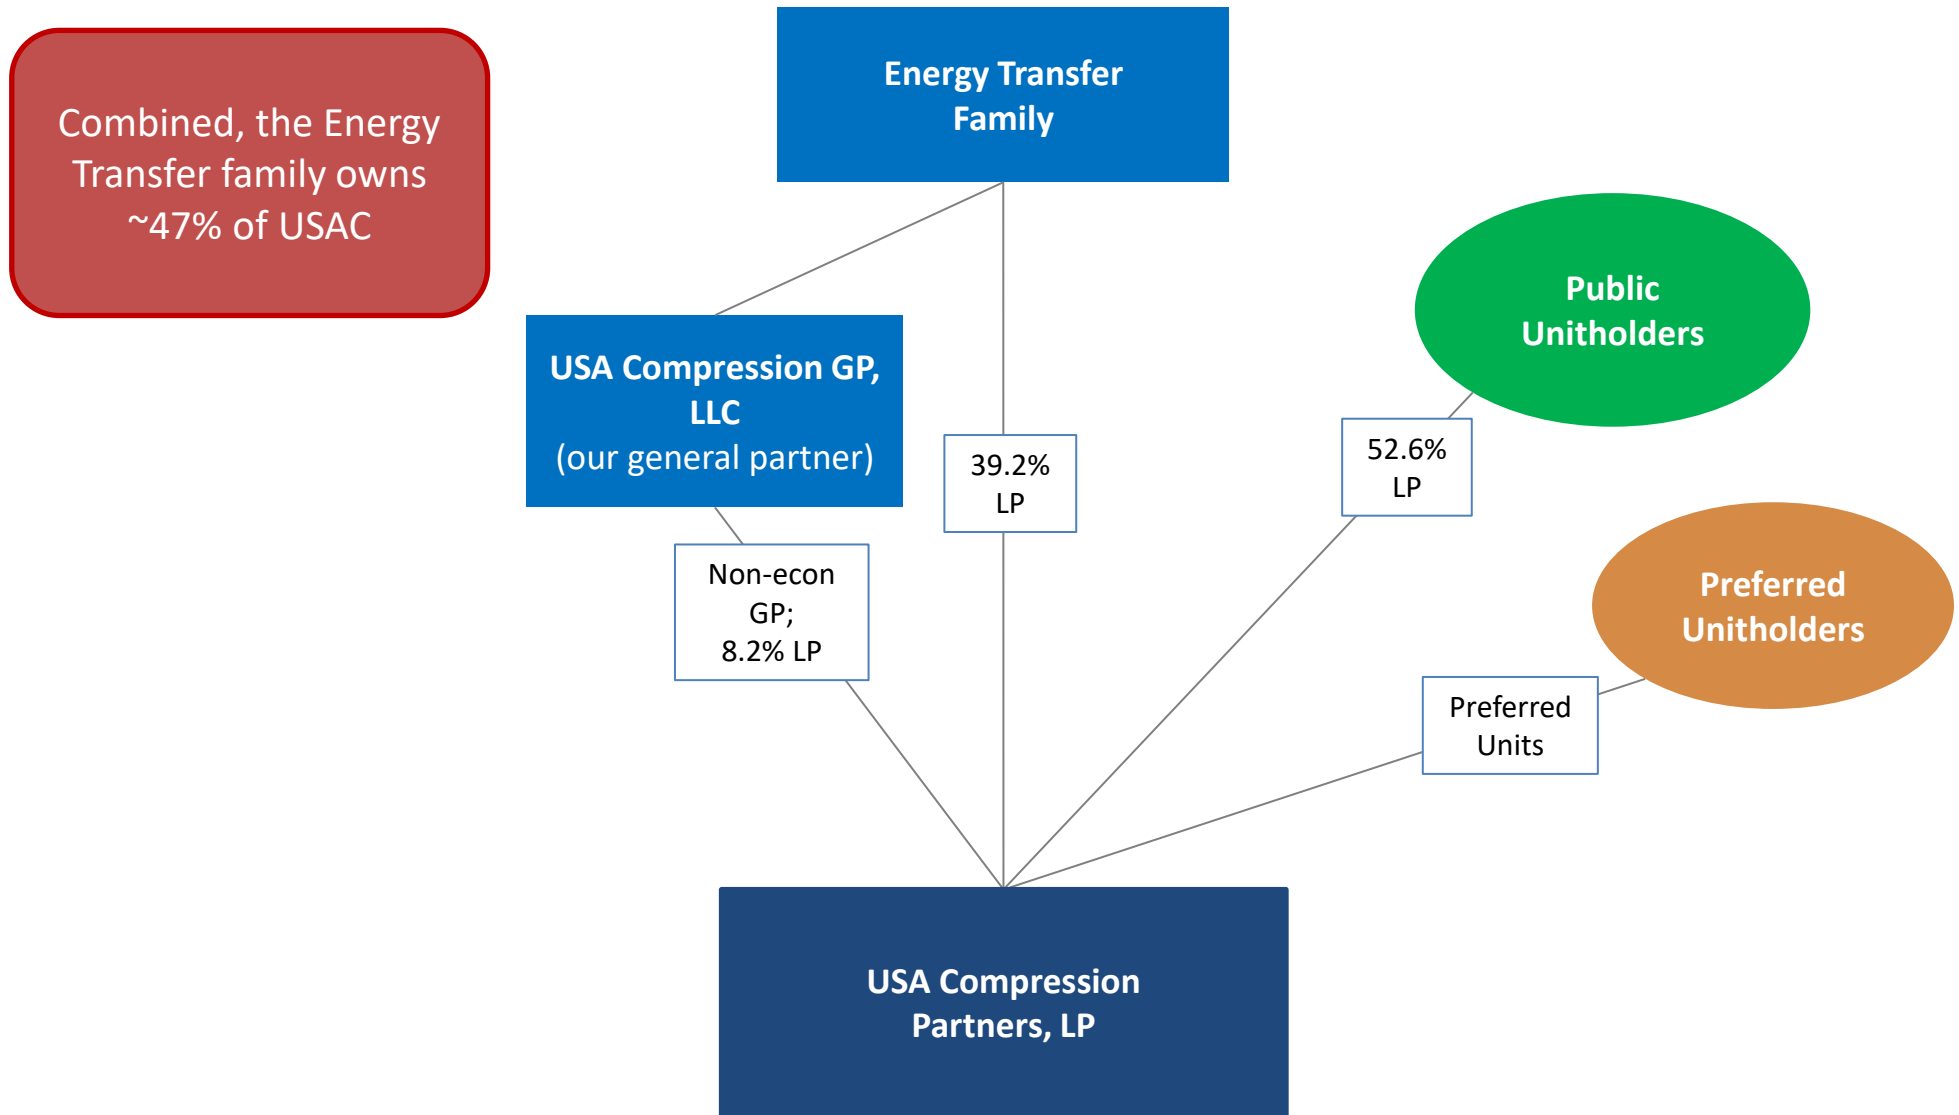 Combined, the Energy
Transfer family owns
~47% of USAC
Energy Transfer
Family
Public
Unitholders
USA Compression GP,
LLC
(our general partner)
39.2%
LP
52.6%
LP
Non-econ
GP;
8.2% LP
Preferred
Unitholders
Preferred
Units
USA Compression
Partners, LP